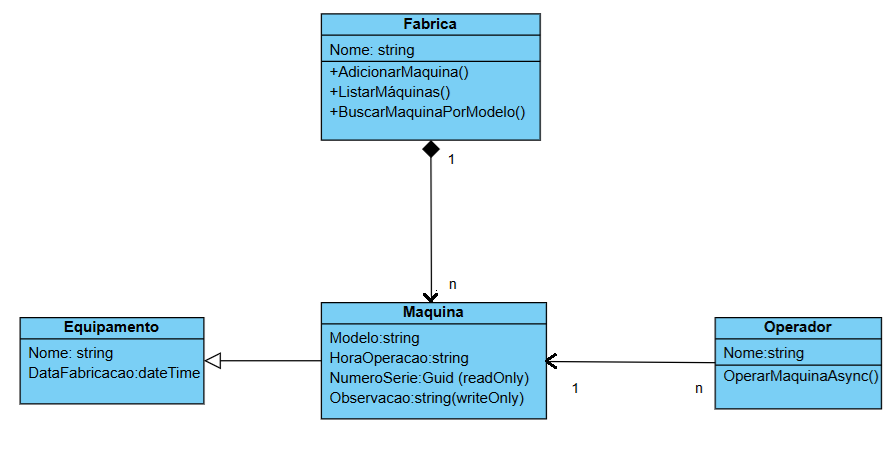 Fabrica
Nome: string
+AdicionarMaquina()
+ListarMáquinas()
+BuscarMaquinaPorModelo()
1
n
Equipamento
Nome: string
DataFabricacao:dateTime
Maquina
Modelo:string
HoraOperacao:string
NumeroSerie:Guid (readOnly)
Observacao:string(writeOnly)
1
n
Operador
Nome:string
OperarMaquinaAsync()